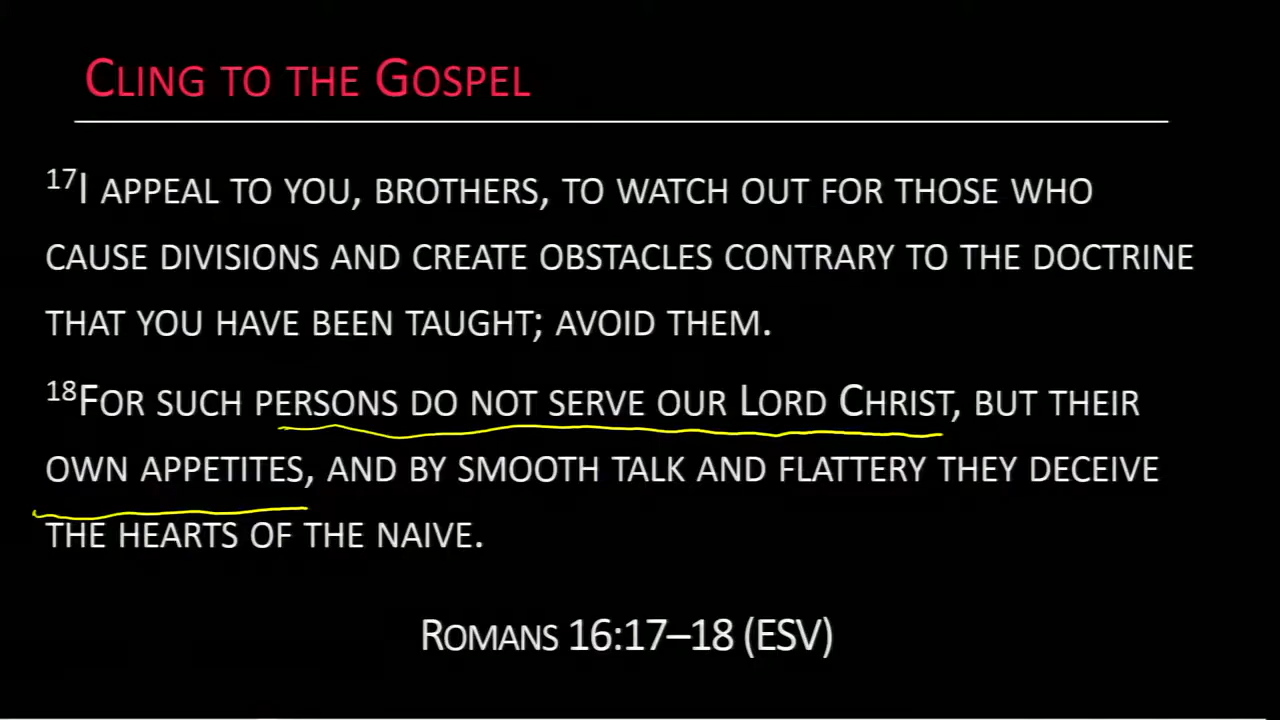 Cling to the Gospel
17I appeal to you, brothers, to watch out for those who
cause divisions and create obstacles contrary to the doctrine
that you have been taught; avoid them.
18For such persons do not serve our Lord Christ, but their
own appetites, and by smooth talk and flattery they deceive
the hearts of the naive.
Romans 16:17–18 (ESV)